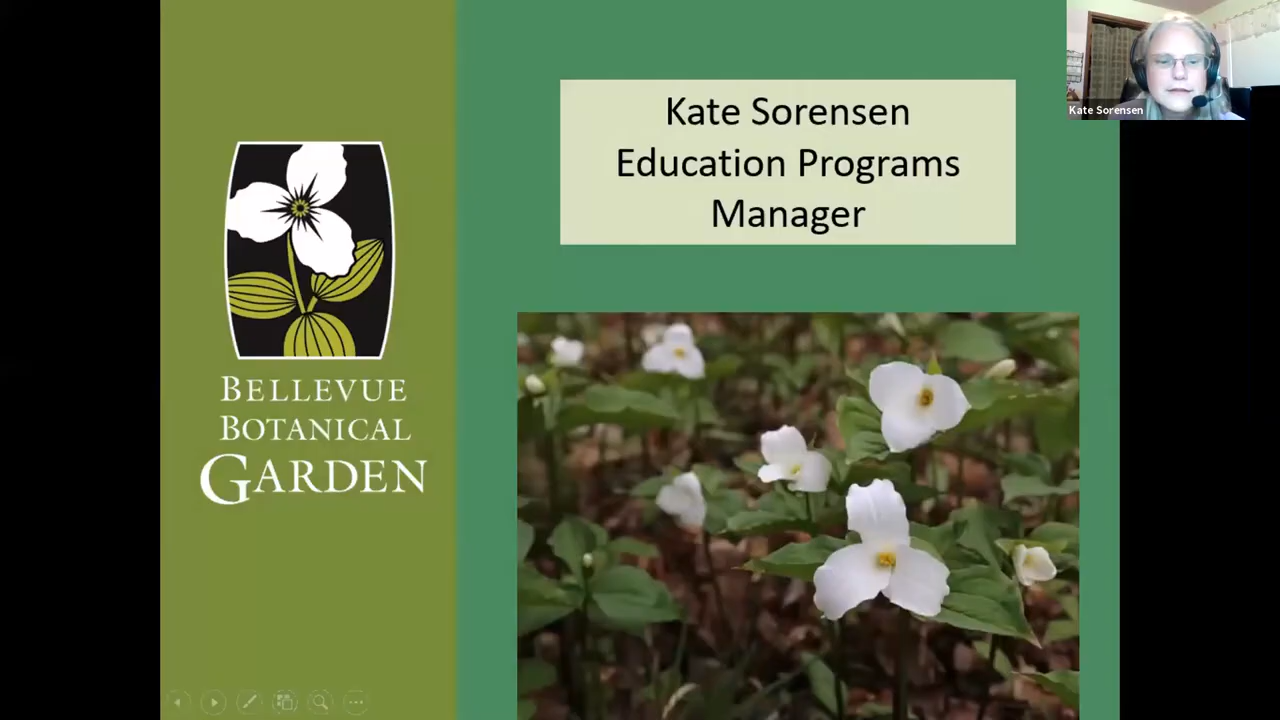 Kate Sorensen
Education Programs
Manager
Kate Sorensen
BELLEVUE
BOTANICAL
GARDEN